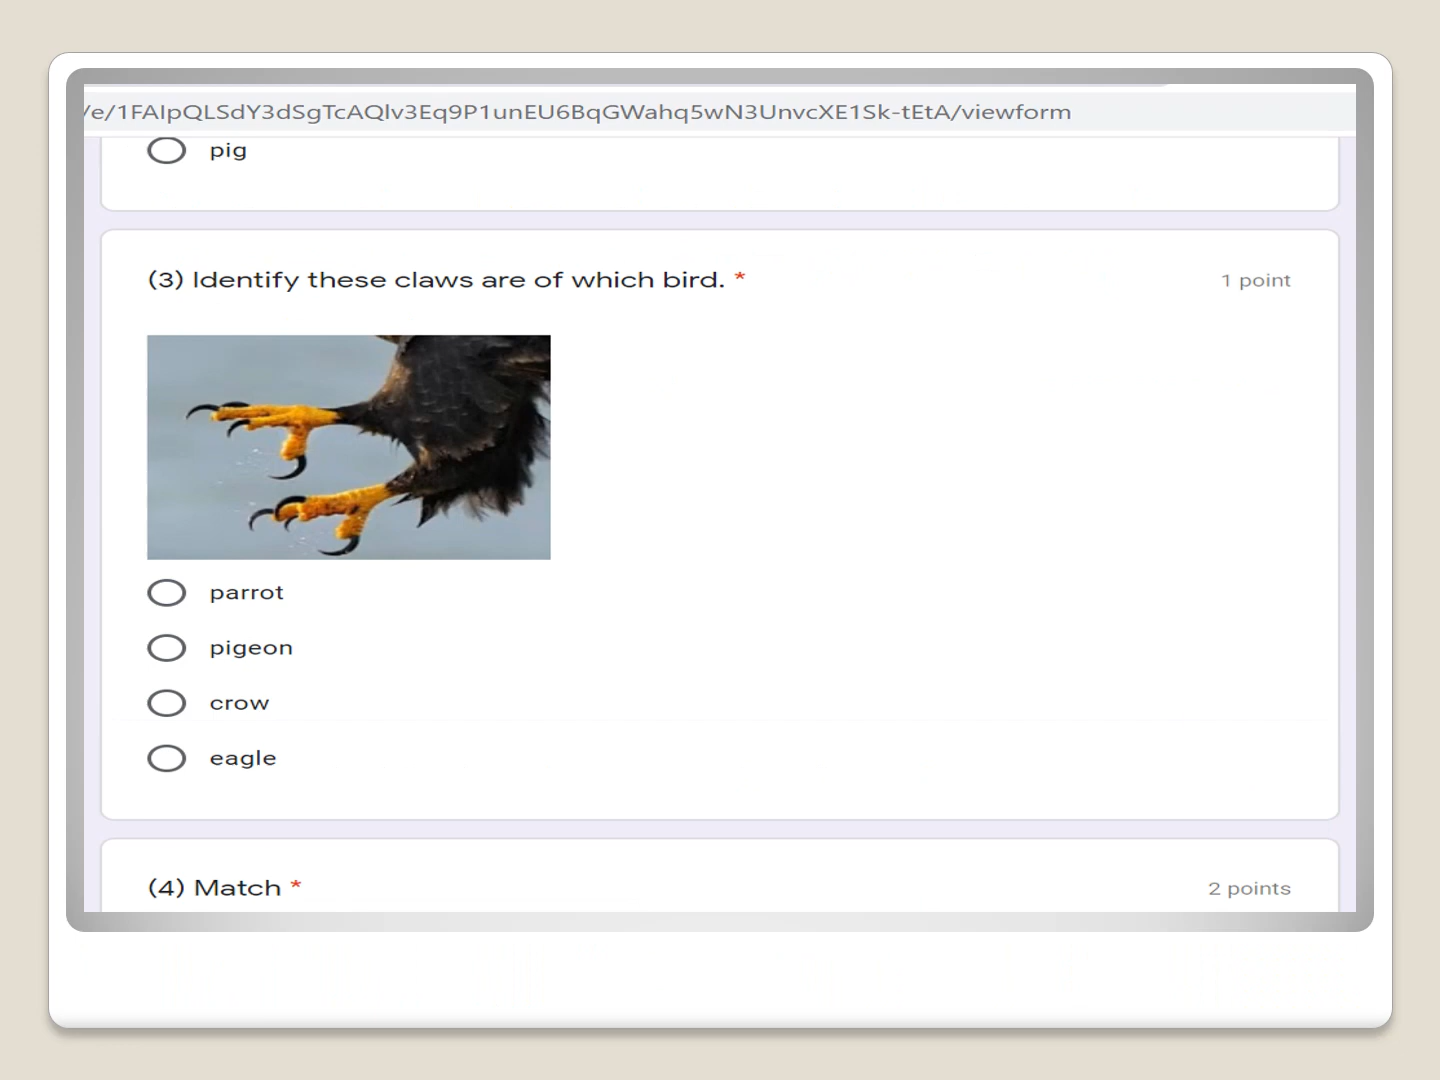 /e/1FAIpQLSdY3dSgTcAQlv3Eq9P1unEU6BqGWahq5wN3UnvcXE1Sk-tEtA/viewform
pig
(3) Identify these claws are of which bird. *
1 point
parrot
pigeon
crow
eagle
(4) Match *
2 points